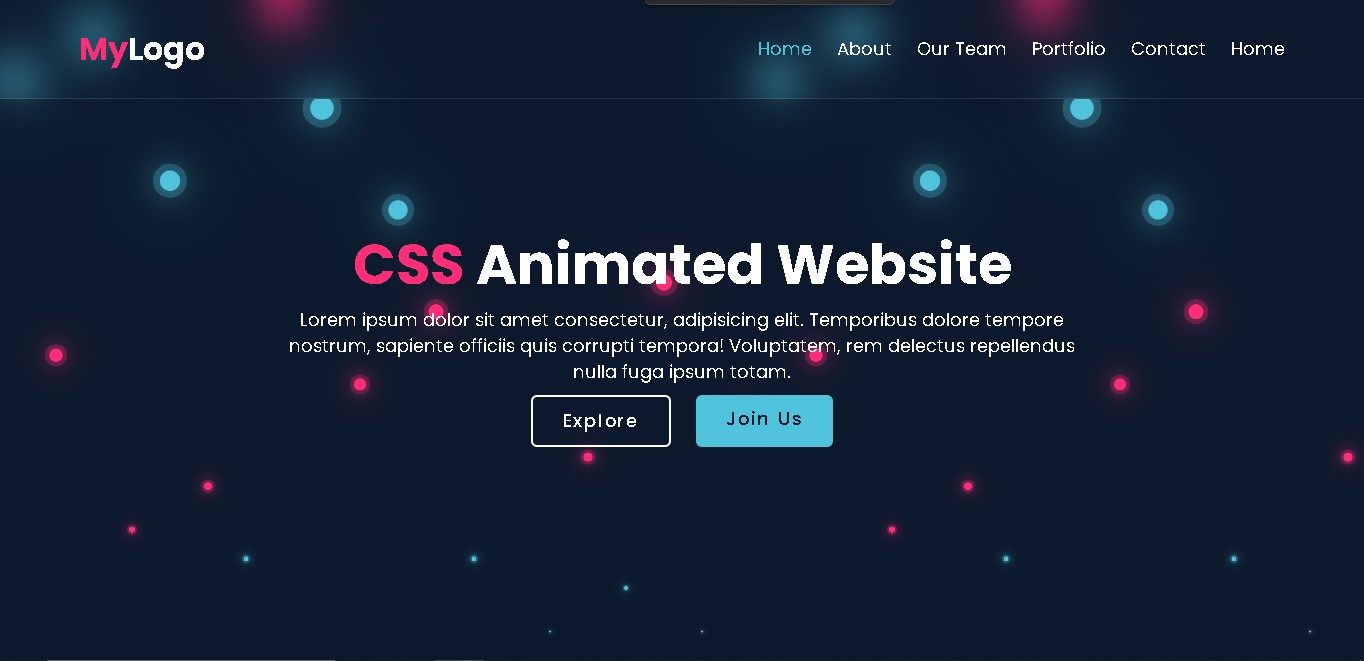 MyLogo
Home About Our Team Portfolio Contact Home
CSS Animated Website
Lorem ipsum dolor sit amet consectetur, adipisicing elit. Temporibus dolore tempore
nostrum, sapiente officiis quis corrupti tempora! Voluptatem, rem delectus repellendus
nulla fuga ipsum totam.
Explore
Join Us